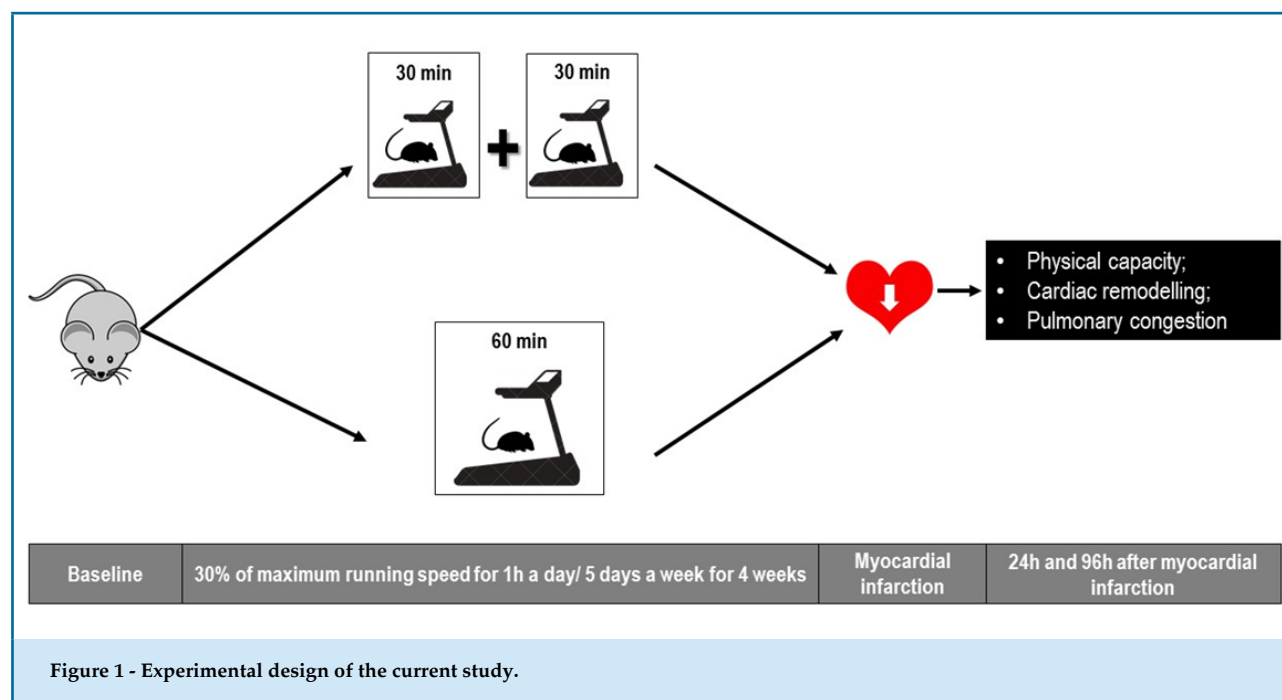 30 min
30 min
60 min
• Physical capacity;
• Cardiac remodelling;
• Pulmonary congestion
Baseline
30% of maximum running speed for 1h a day/ 5 days a week for 4 weeks
Myocardial
infarction
24h and 96h after myocardial
infarction
Figure 1 - Experimental design of the current study.